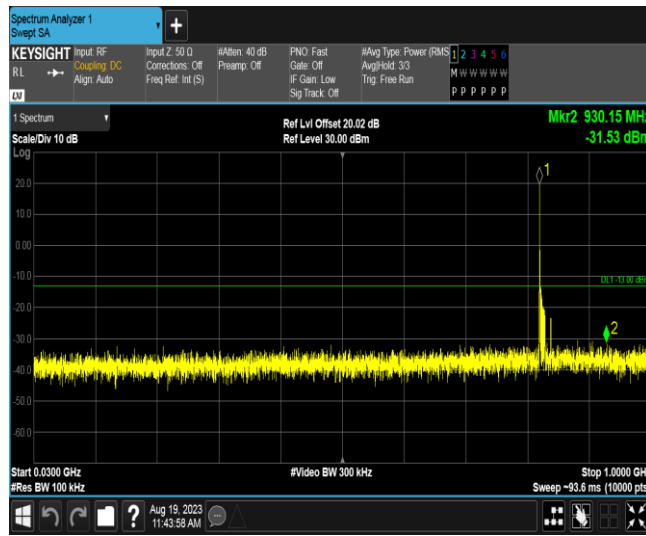 Spectrum Analyzer 1
Swept SA
+
KEYSIGHT Input: RF Input Z: 50 Ω #Atten: 40 dB PNO: Fast #Avg Type: Power (RMS 1 2 3 4 5 6
RL Coupling: DC Corrections: Off Preamp: Off Gate: Off Avg|Hold: 3/3 M W W W W W
Align: Auto Freq Ref: Int (S) IF Gain: Low Trig: Free Run
LXI Sig Track: Off P P P P P P
1 Spectrum Ref Lvl Offset 20.02 dB Mkr2 930.15 MHz
Scale/Div 10 dB Ref Level 30.00 dBm -31.53 dBm
Log
1
20.0
10.0
0.00
-10.0
DL1 -13.00 dBm
-20.0
2
-30.0
-40.0
-50.0
-60.0
Start 0.0300 GHz #Video BW 300 kHz Stop 1.0000 GHz
#Res BW 100 kHz Sweep ~93.6 ms (10000 pts
? Aug 19, 2023
11:43:58 AM